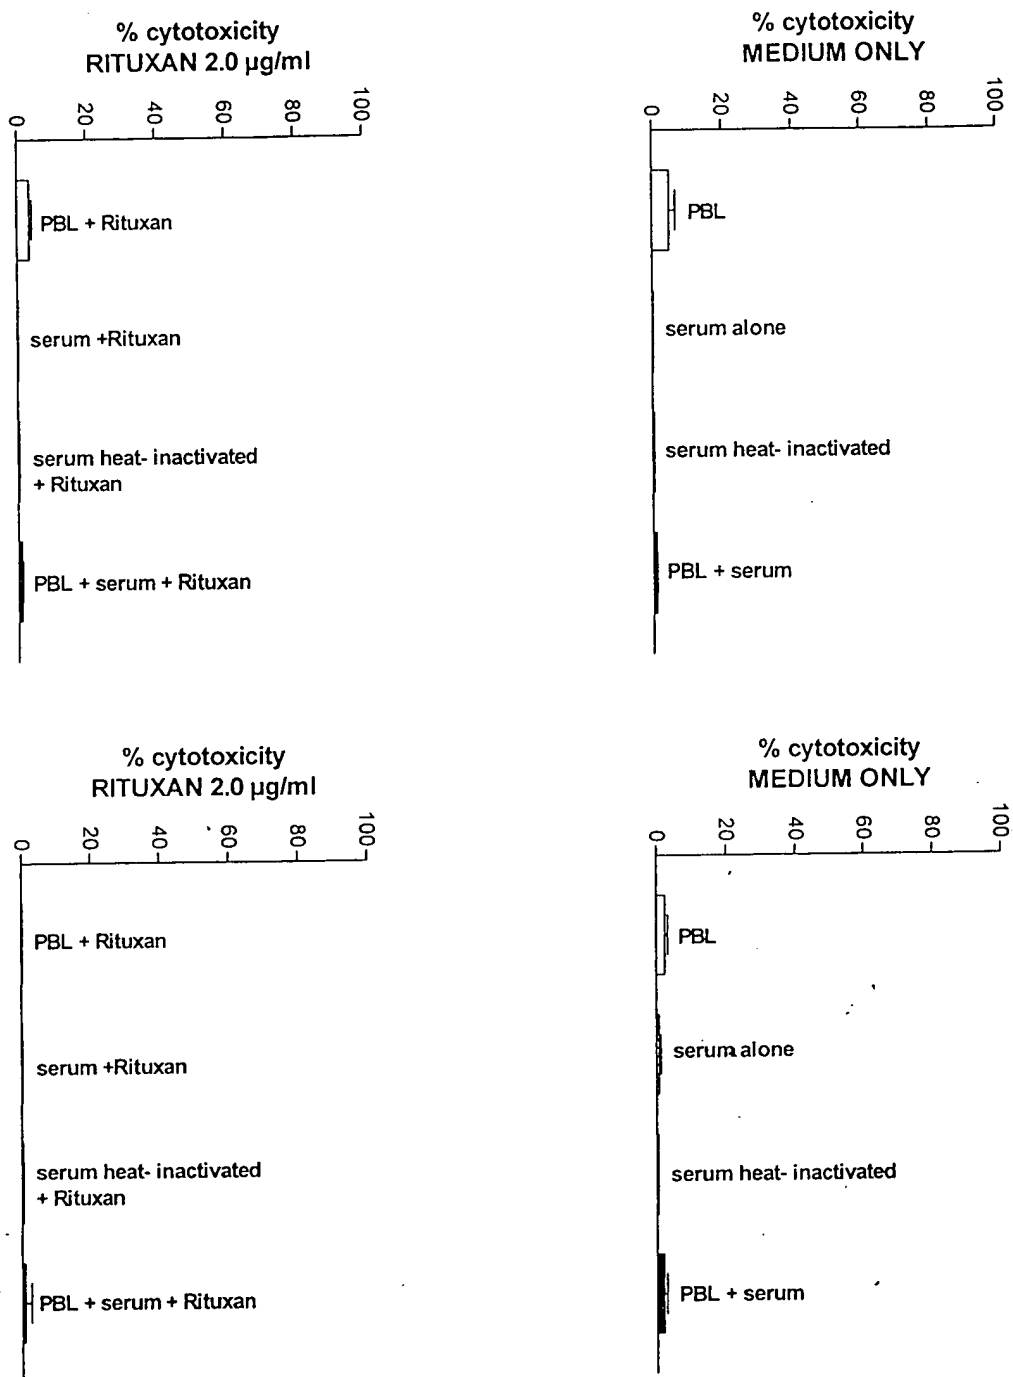 % cytotoxicity
RITUXAN 2.0 µg/ml
0
20
40
60
80
100
PBL + Rituxan
serum +Rituxan
serum heat- inactivated
+ Rituxan
PBL + serum + Rituxan
% cytotoxicity
MEDIUM ONLY
0
20
40
60
80
100
PBL
serum alone
serum heat- inactivated
PBL + serum
% cytotoxicity
RITUXAN 2.0 µg/ml
0
20
40
60
80
100
PBL + Rituxan
serum +Rituxan
serum heat- inactivated
+ Rituxan
PBL + serum + Rituxan
% cytotoxicity
MEDIUM ONLY
0
20
40
60
80
100
PBL
serum alone
serum heat- inactivated
PBL + serum